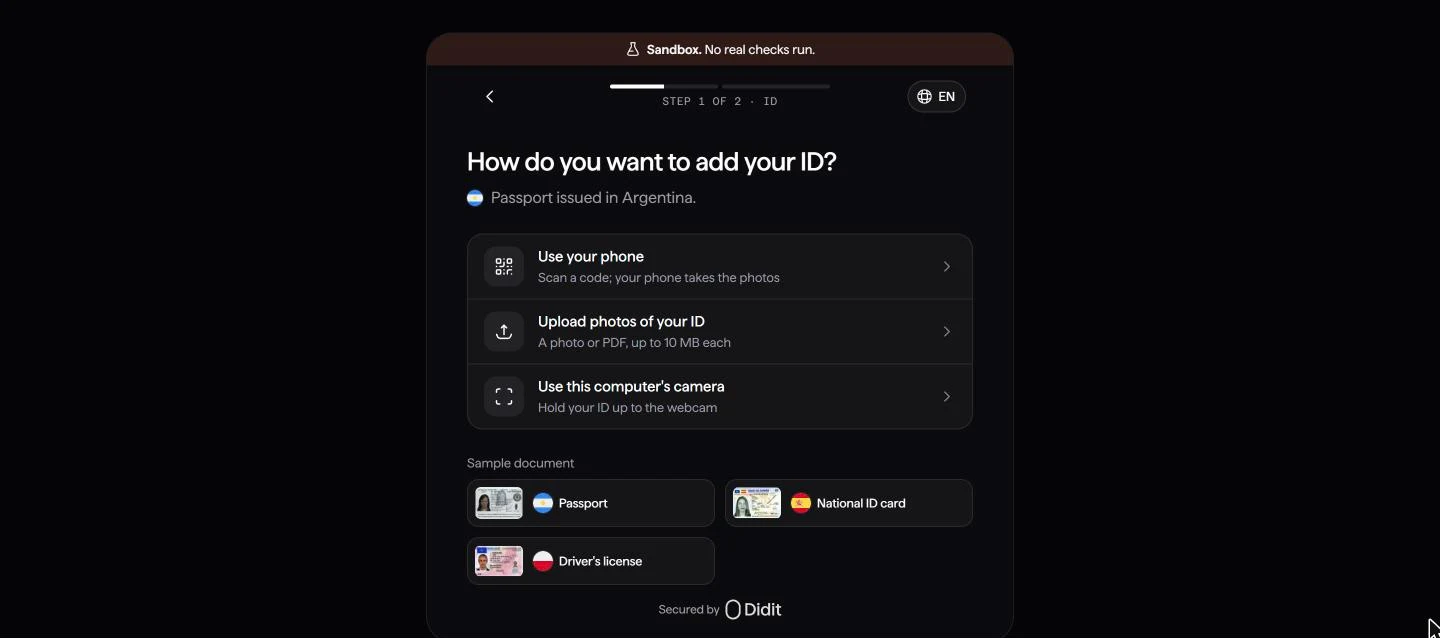 Sandbox. No real checks run.
STEP 1 OF 2 · ID
EN
How do you want to add your ID?
Passport issued in Argentina.
Use your phone
Scan a code; your phone takes the photos
Upload photos of your ID
A photo or PDF, up to 10 MB each
Use this computer's camera
Hold your ID up to the webcam
Sample document
Passport
National ID card
Driver's license
Secured by Didit